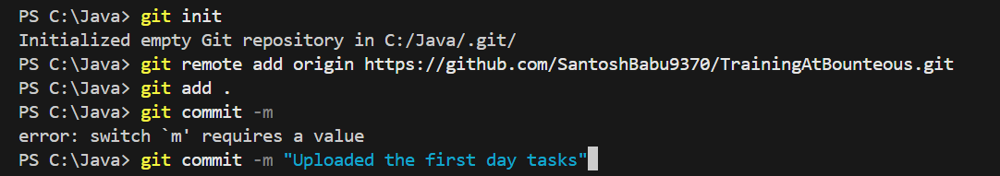 PS C:\Java> git init
Initialized empty Git repository in C:/Java/.git/
PS C:\Java> git remote add origin https://github.com/SantoshBabu9370/TrainingAtBounteous.git
PS C:\Java> git add .
PS C:\Java> git commit -m
error: switch `m' requires a value
PS C:\Java> git commit -m "Uploaded the first day tasks"